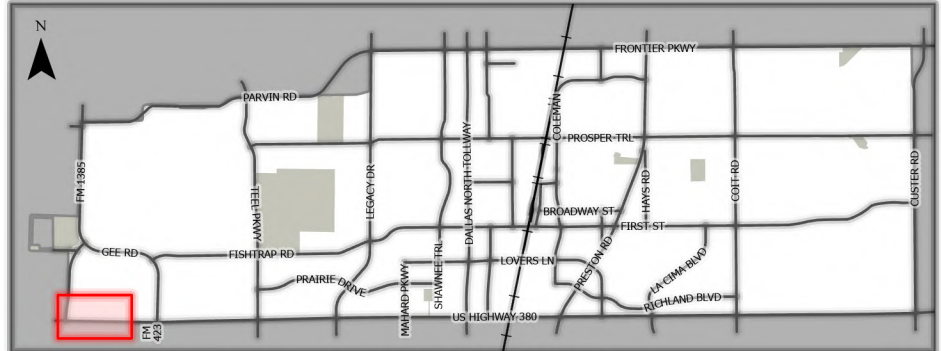 N
FRONTIER PKWY
PARVIN RD
COLEMAN
PROSPER TRL
FM 1385
TEEL PKWY
LEGACY DR
DALLAS NORTH TOLLWAY
HAYS RD
COIT RD
CUSTER RD
BROADWAY ST
FIRST ST
GEE RD
FISHTRAP RD
SHAWNEE TRL
LOVERS LN
PRESTON RD
LA CIMA BLVD
PRAIRIE DRIVE
MAHARD PKWY
RICHLAND BLVD
US HIGHWAY 380
FM
423